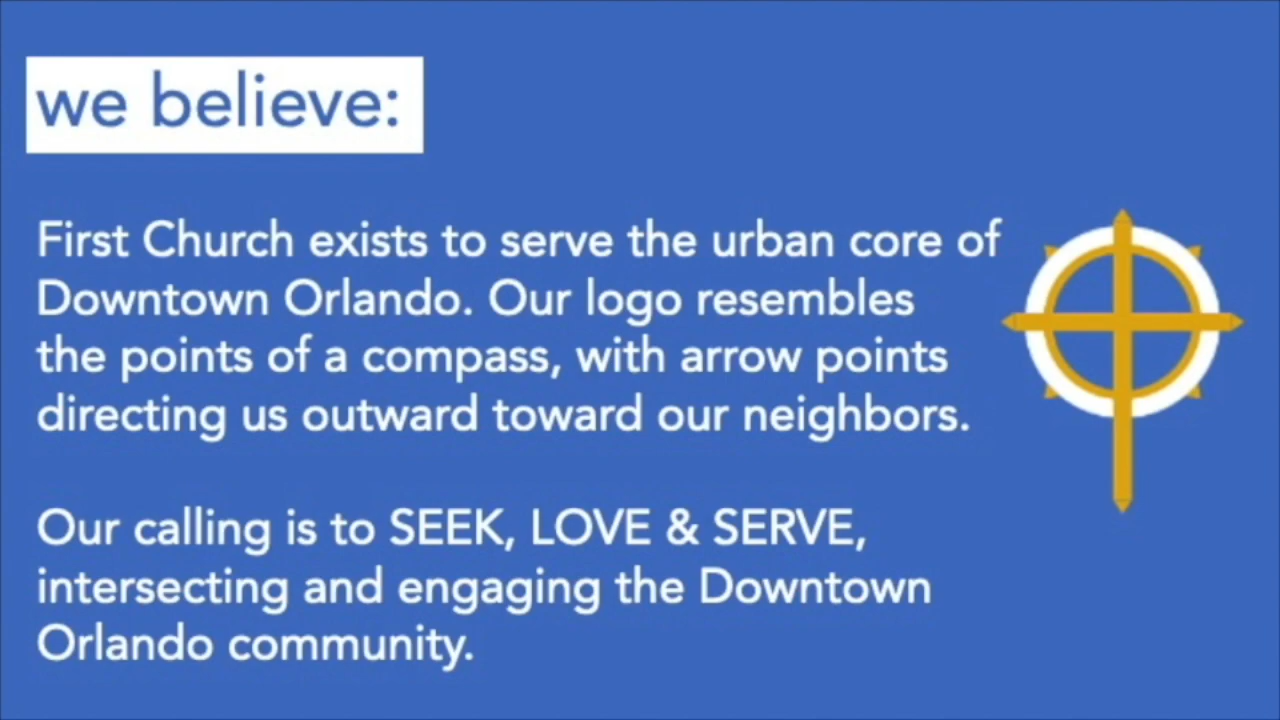 we believe:
First Church exists to serve the urban core of
Downtown Orlando. Our logo resembles
the points of a compass, with arrow points
directing us outward toward our neighbors.
Our calling is to SEEK, LOVE & SERVE,
intersecting and engaging the Downtown
Orlando community.